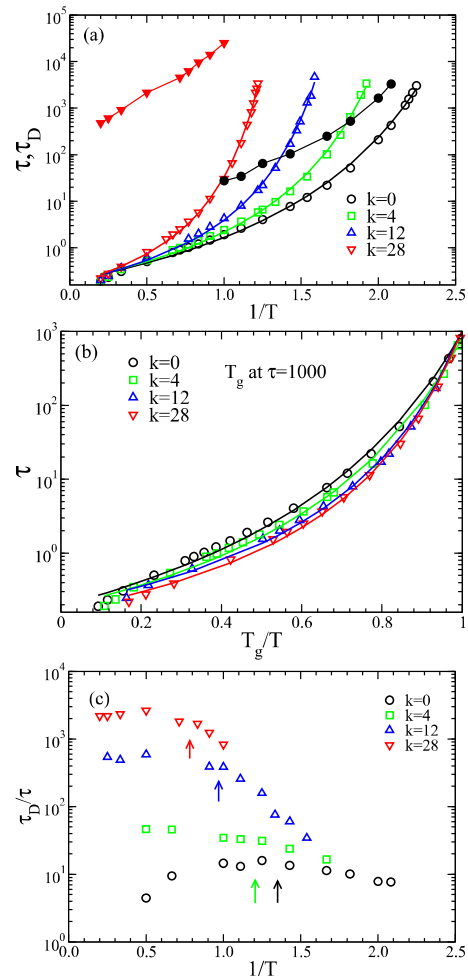 (a)
10^5
10^4
10^3
10^2
10^1
10^0
τ, τ_D
k=0
k=4
k=12
k=28
0.0 0.5 1.0 1.5 2.0 2.5
1/T
(b)
k=0
k=4
k=12
k=28
T_g at τ=1000
10^3
10^2
10^1
10^0
τ
0 0.2 0.4 0.6 0.8 1
T_g/T
(c)
k=0
k=4
k=12
k=28
10^4
10^3
10^2
10^1
10^0
τ_D/τ
0.0 0.5 1.0 1.5 2.0 2.5
1/T